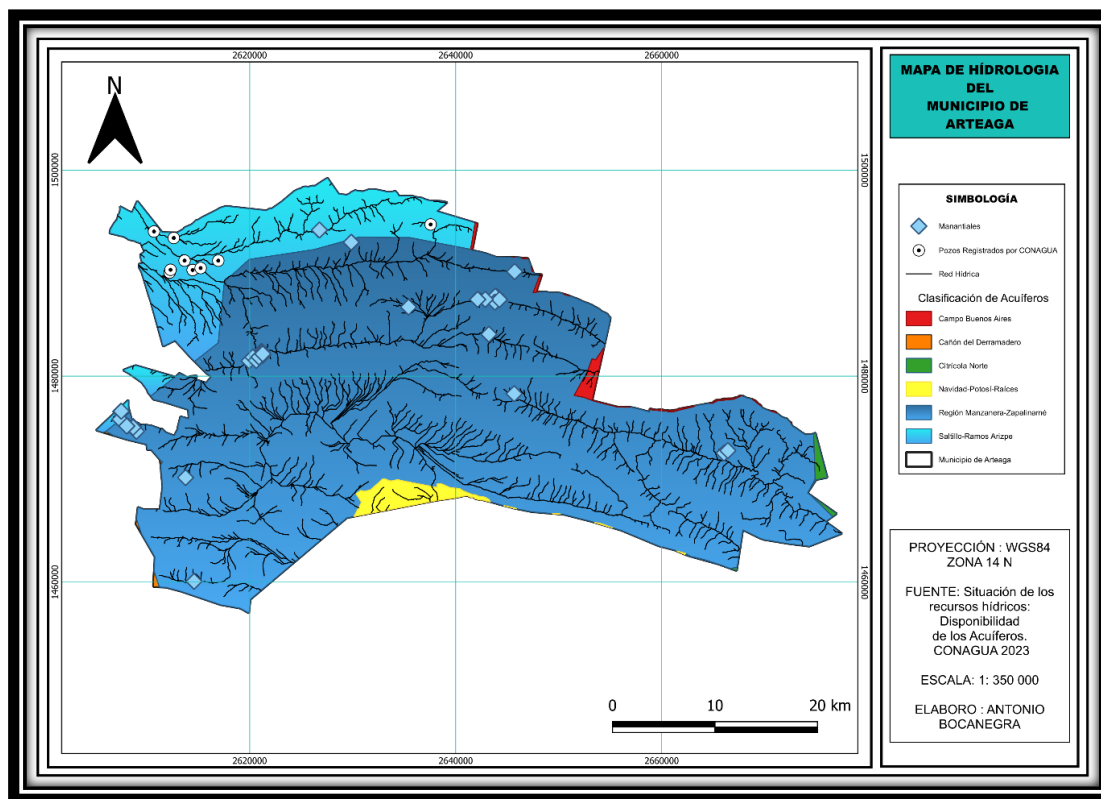 MAPA DE HÍDROLOGIA
DEL
MUNICIPIO DE
ARTEAGA
N
2620000
2640000
2660000
1500000
1500000
1480000
1480000
1460000
1460000
2620000
2640000
2660000
0 10 20 km
SIMBOLOGÍA
Manantiales
Pozos Registrados por CONAGUA
Red Hídrica
Clasificación de Acuíferos
Campo Buenos Aires
Cañón del Derramadero
Citrícola Norte
Navidad-Potosí-Raíces
Región Manzanera-Zapalinamé
Saltillo-Ramos Arizpe
Municipio de Arteaga
PROYECCIÓN : WGS84
ZONA 14 N
FUENTE: Situación de los
recursos hídricos:
Disponibilidad
de los Acuíferos.
CONAGUA 2023
ESCALA: 1: 350 000
ELABORO : ANTONIO
BOCANEGRA